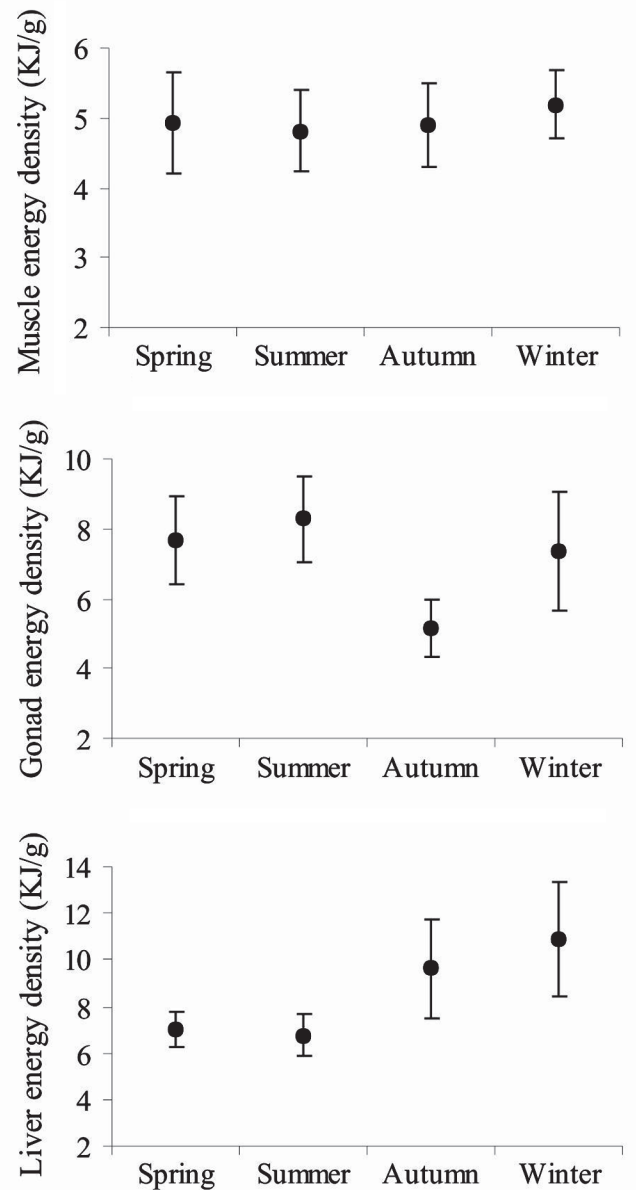 Muscle energy density (KJ/g)
6
5
4
3
2
Spring Summer Autumn Winter
Gonad energy density (KJ/g)
10
8
6
4
2
Spring Summer Autumn Winter
Liver energy density (KJ/g)
14
12
10
8
6
4
2
Spring Summer Autumn Winter